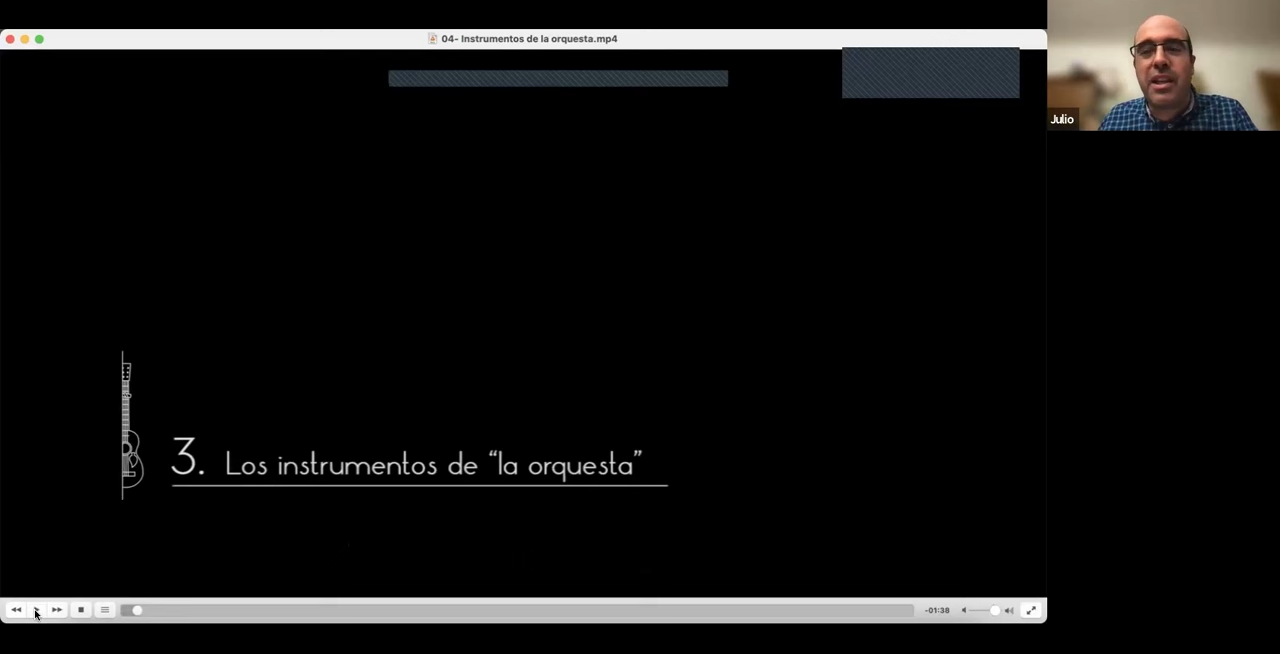 04- Instrumentos de la orquesta.mp4
Julio
3. Los instrumentos de “la orquesta”
-01:38